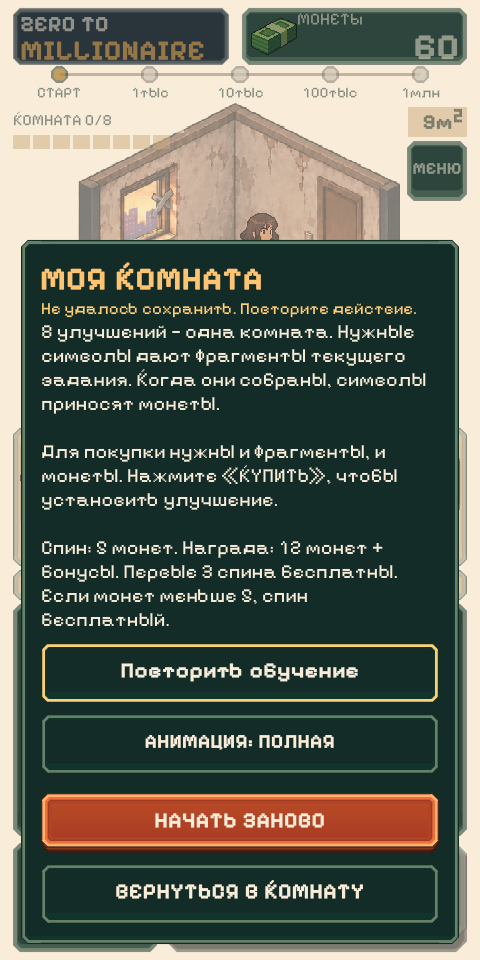 ZERO TO
MILLIONAIRE
МОНЕТЫ
60
СТАРТ
1тыс
10тыс
100тыс
1млн
КОМНАТА 0/8
9м²
МЕНЮ
МОЯ КОМНАТА
Не удалось сохранить. Повторите действие.
8 улучшений – одна комната. Нужные
символы дают фрагменты текущего
задания. Когда они собраны, символы
приносят монеты.
Для покупки нужны и фрагменты, и
монеты. Нажмите «КУПИТЬ», чтобы
установить улучшение.
Спин: 8 монет. Награда: 12 монет +
бонусы. Первые 3 спина бесплатны.
Если монет меньше 8, спин
бесплатный.
Повторить обучение
АНИМАЦИЯ: ПОЛНАЯ
НАЧАТЬ ЗАНОВО
ВЕРНУТЬСЯ В КОМНАТУ